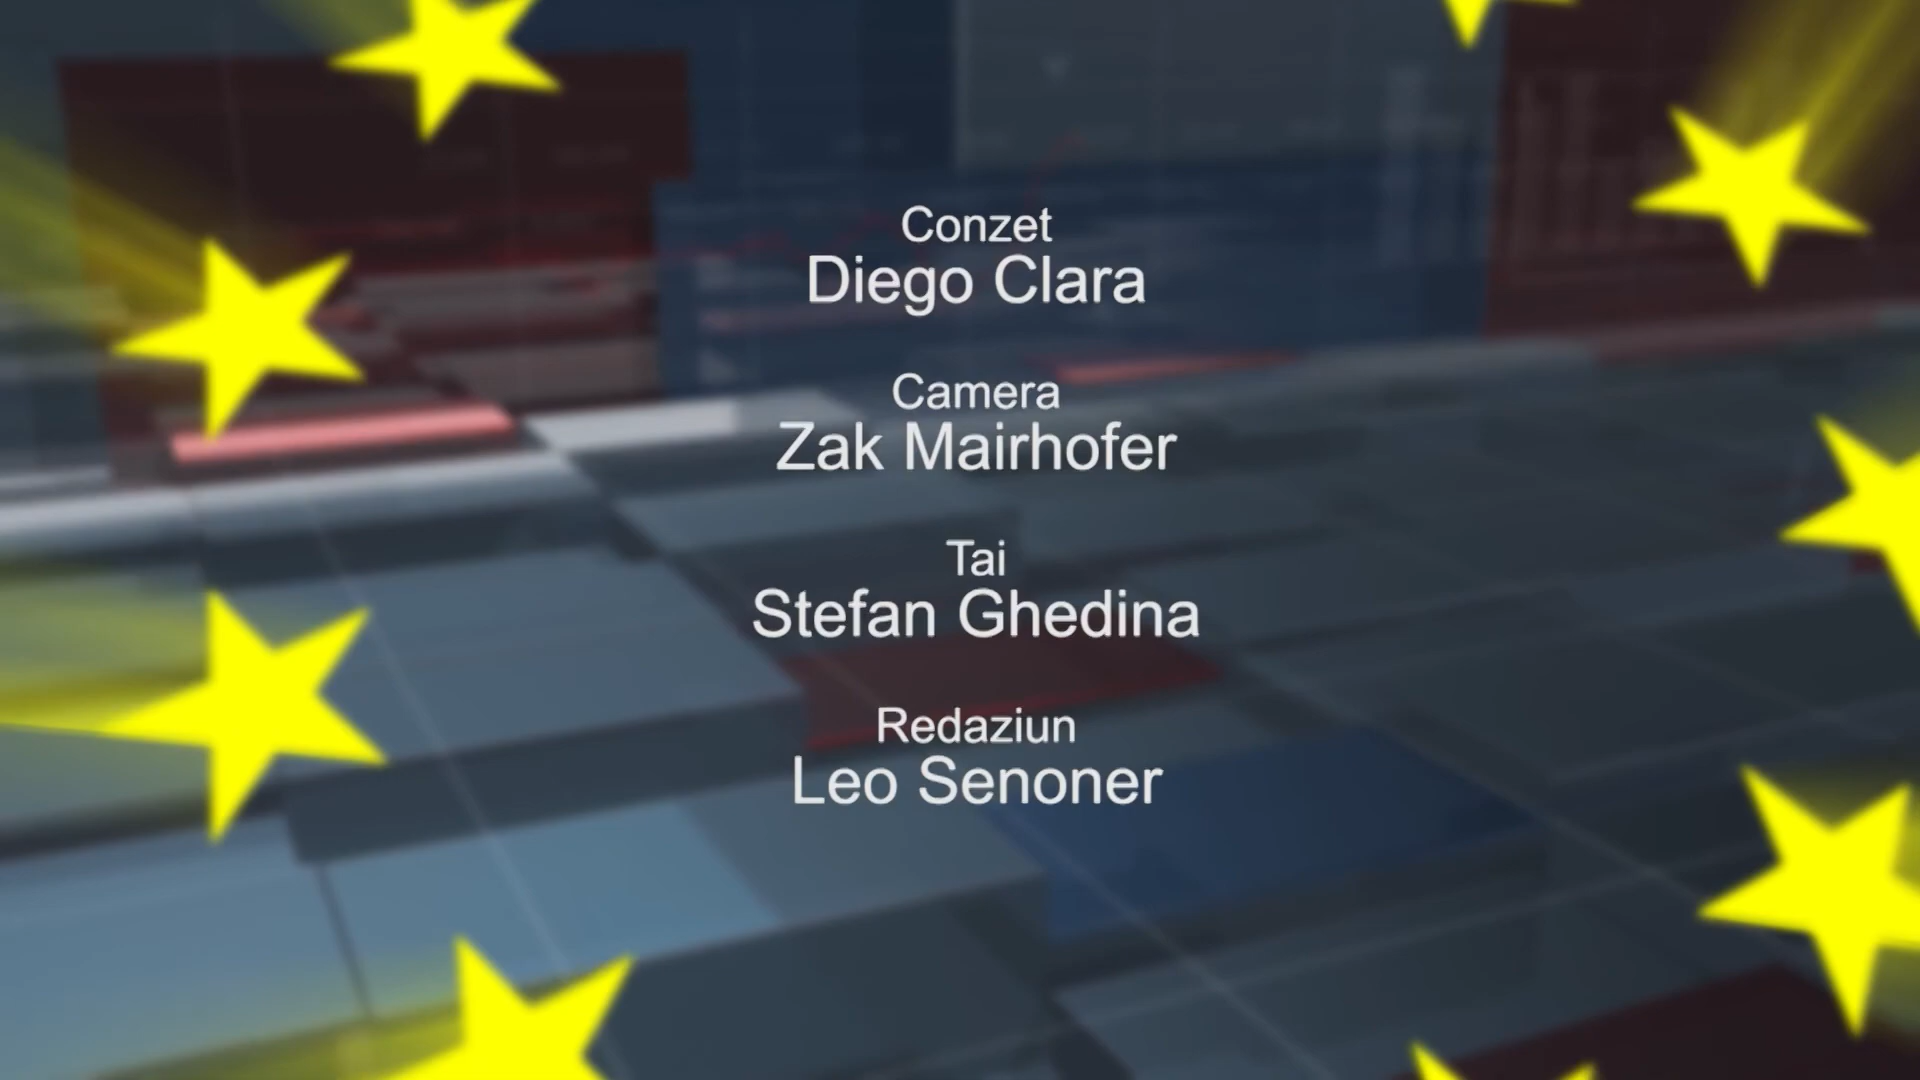 Conzet
Diego Clara
Camera
Zak Mairhofer
Tai
Stefan Ghedina
Redaziun
Leo Senoner